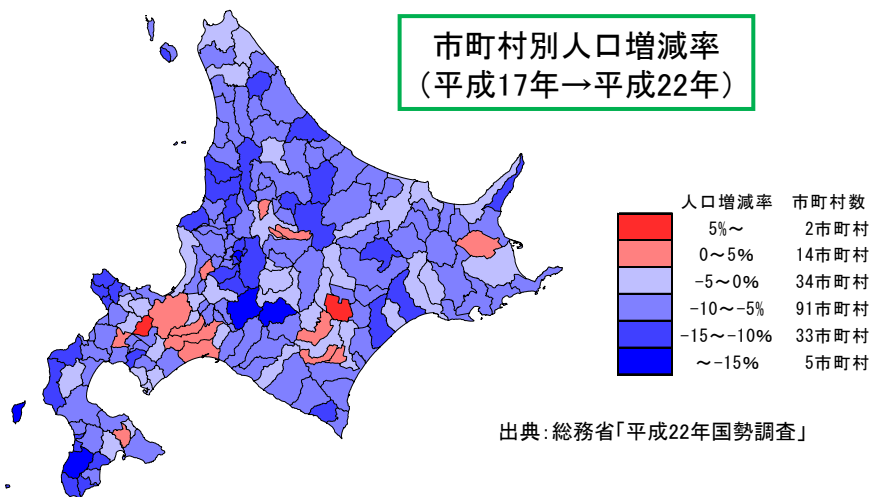 市町村別人口増減率
（平成17年→平成22年）
人口増減率 市町村数
5%～ 2市町村
0～5% 14市町村
-5～0% 34市町村
-10～-5% 91市町村
-15～-10% 33市町村
～-15% 5市町村
出典：総務省「平成22年国勢調査」